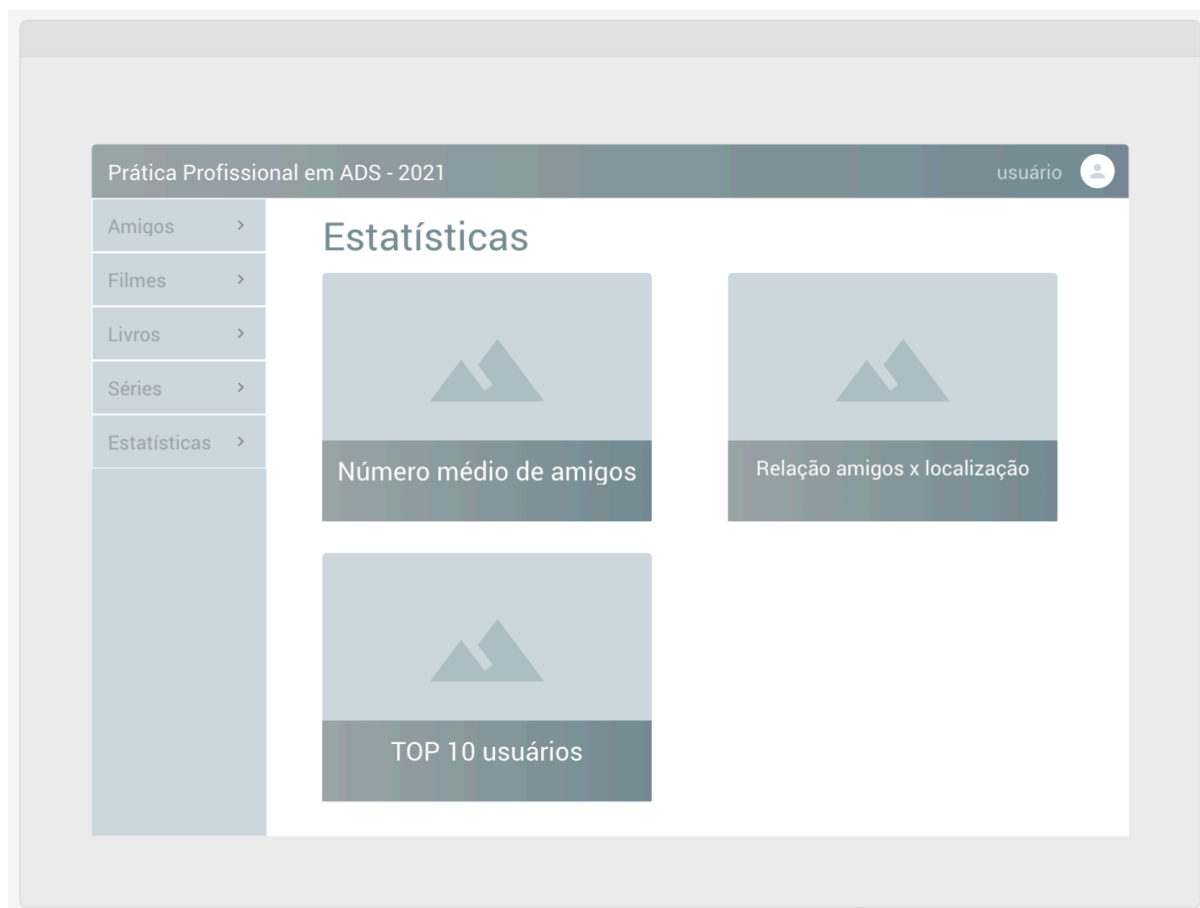 Prática Profissional em ADS - 2021
usuário
Amigos
Filmes
Livros
Séries
Estatísticas
Estatísticas
Número médio de amigos
Relação amigos x localização
TOP 10 usuários